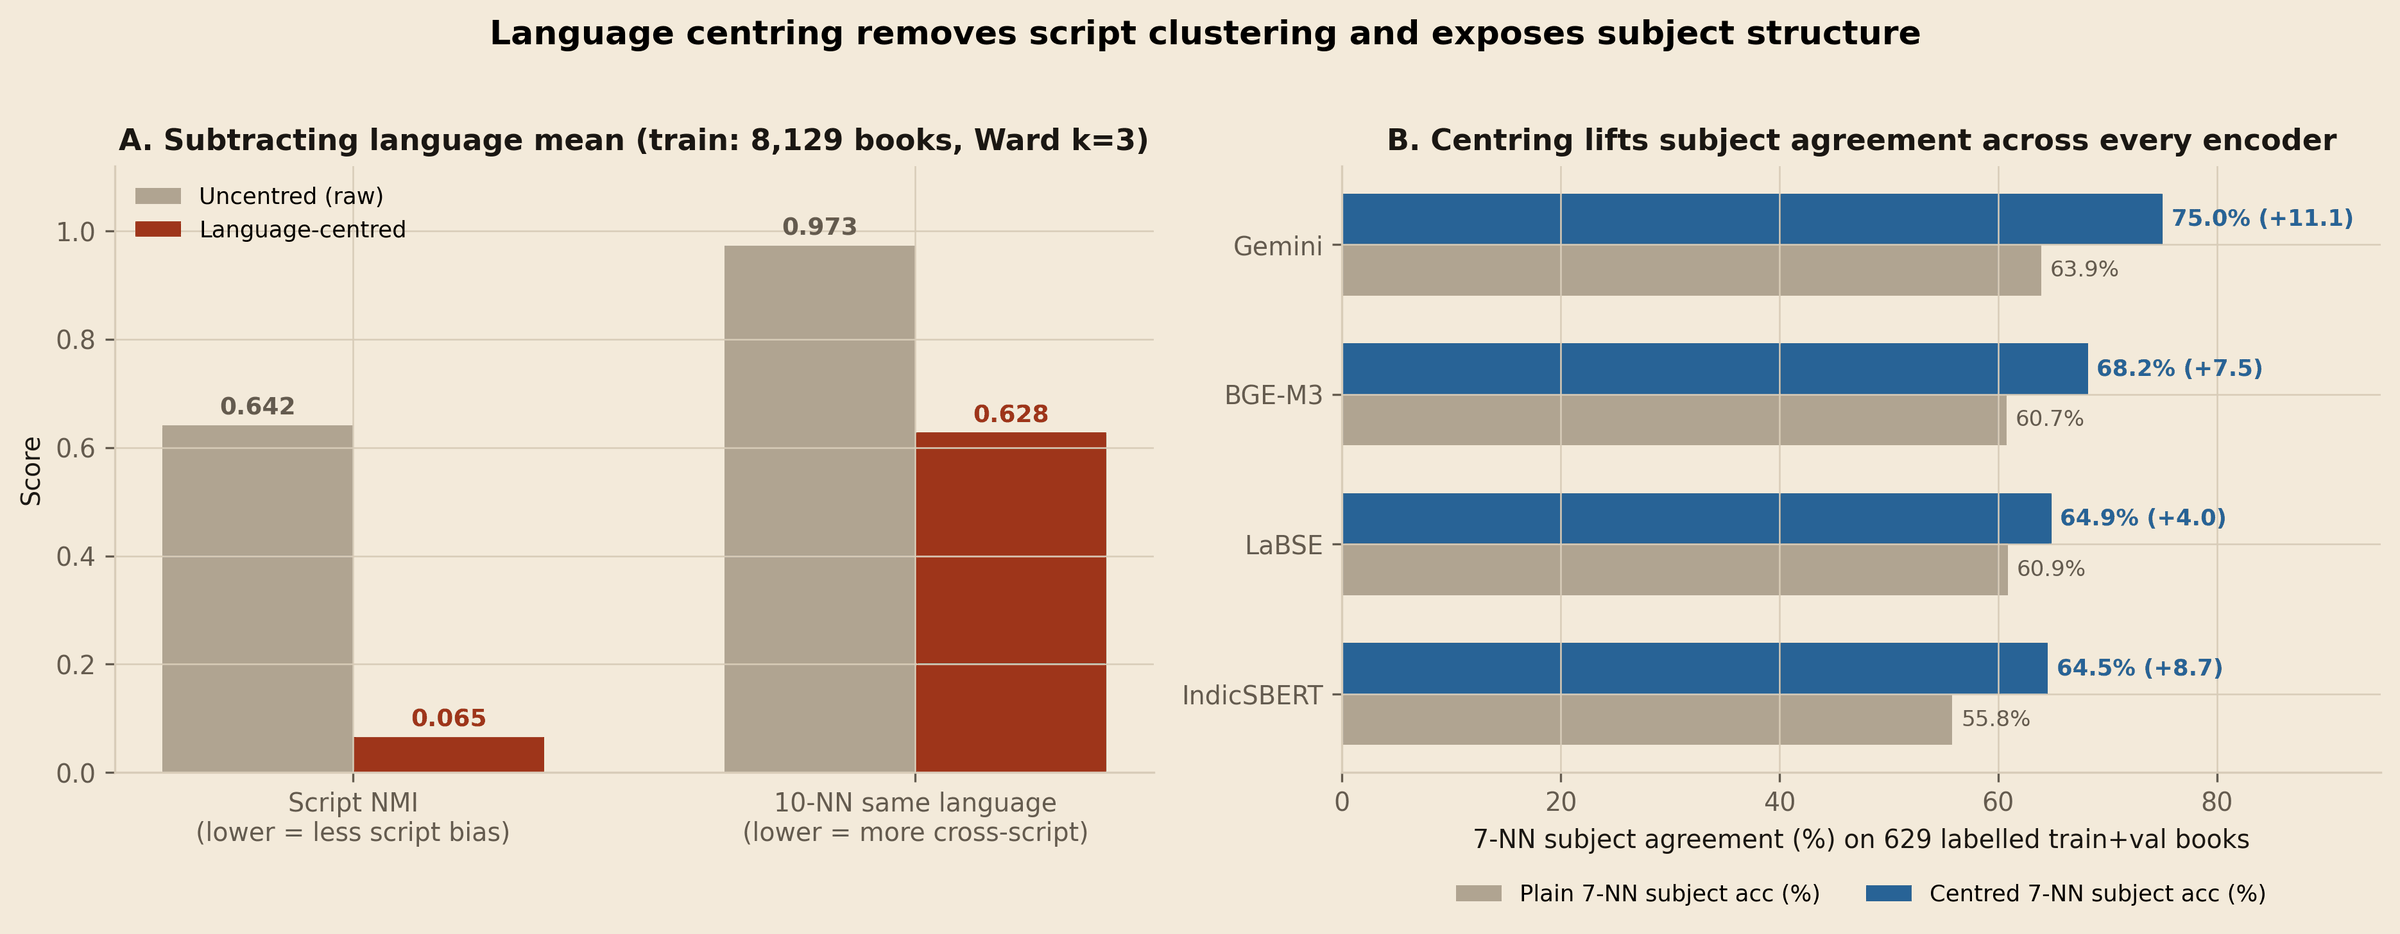 Language centring removes script clustering and exposes subject structure
A. Subtracting language mean (train: 8,129 books, Ward k=3)
Uncentred (raw)
Language-centred
Score
1.0
0.8
0.6
0.4
0.2
0.0
0.642
0.065
0.973
0.628
Script NMI
(lower = less script bias)
10-NN same language
(lower = more cross-script)
B. Centring lifts subject agreement across every encoder
Gemini
75.0% (+11.1)
63.9%
BGE-M3
68.2% (+7.5)
60.7%
LaBSE
64.9% (+4.0)
60.9%
IndicSBERT
64.5% (+8.7)
55.8%
0 20 40 60 80
7-NN subject agreement (%) on 629 labelled train+val books
Plain 7-NN subject acc (%) Centred 7-NN subject acc (%)